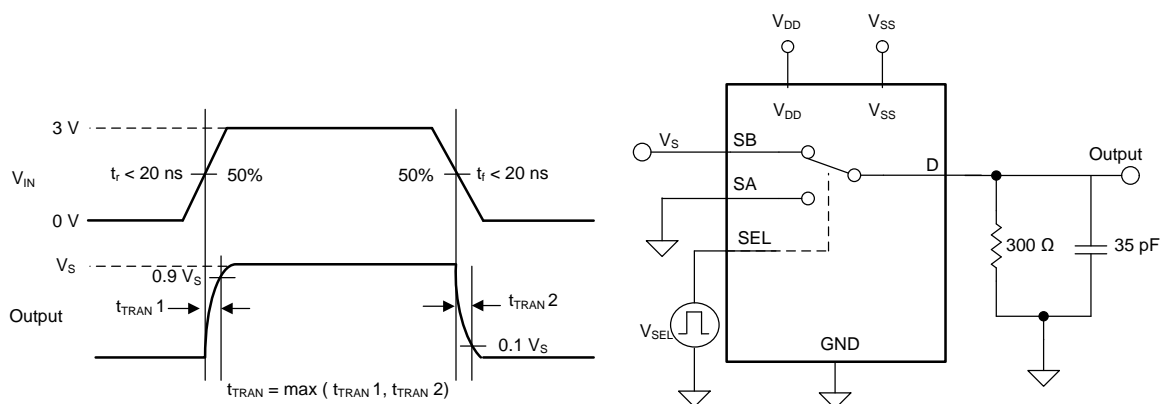 3 V
V_IN
t_r < 20 ns
50%
50%
t_f < 20 ns
0 V
V_S
0.9 V_S
Output
t_TRAN 1
t_TRAN 2
0.1 V_S
t_TRAN = max ( t_TRAN 1, t_TRAN 2)
V_DD
V_SS
V_DD
V_SS
V_S
SB
SA
SEL
V_SEL
GND
D
Output
300 Ω
35 pF